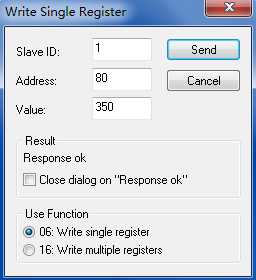 Write Single Register
Slave ID: 1 Send
Address: 80 Cancel
Value: 350
Result
Response ok
Close dialog on "Response ok"
Use Function
06: Write single register
16: Write multiple registers